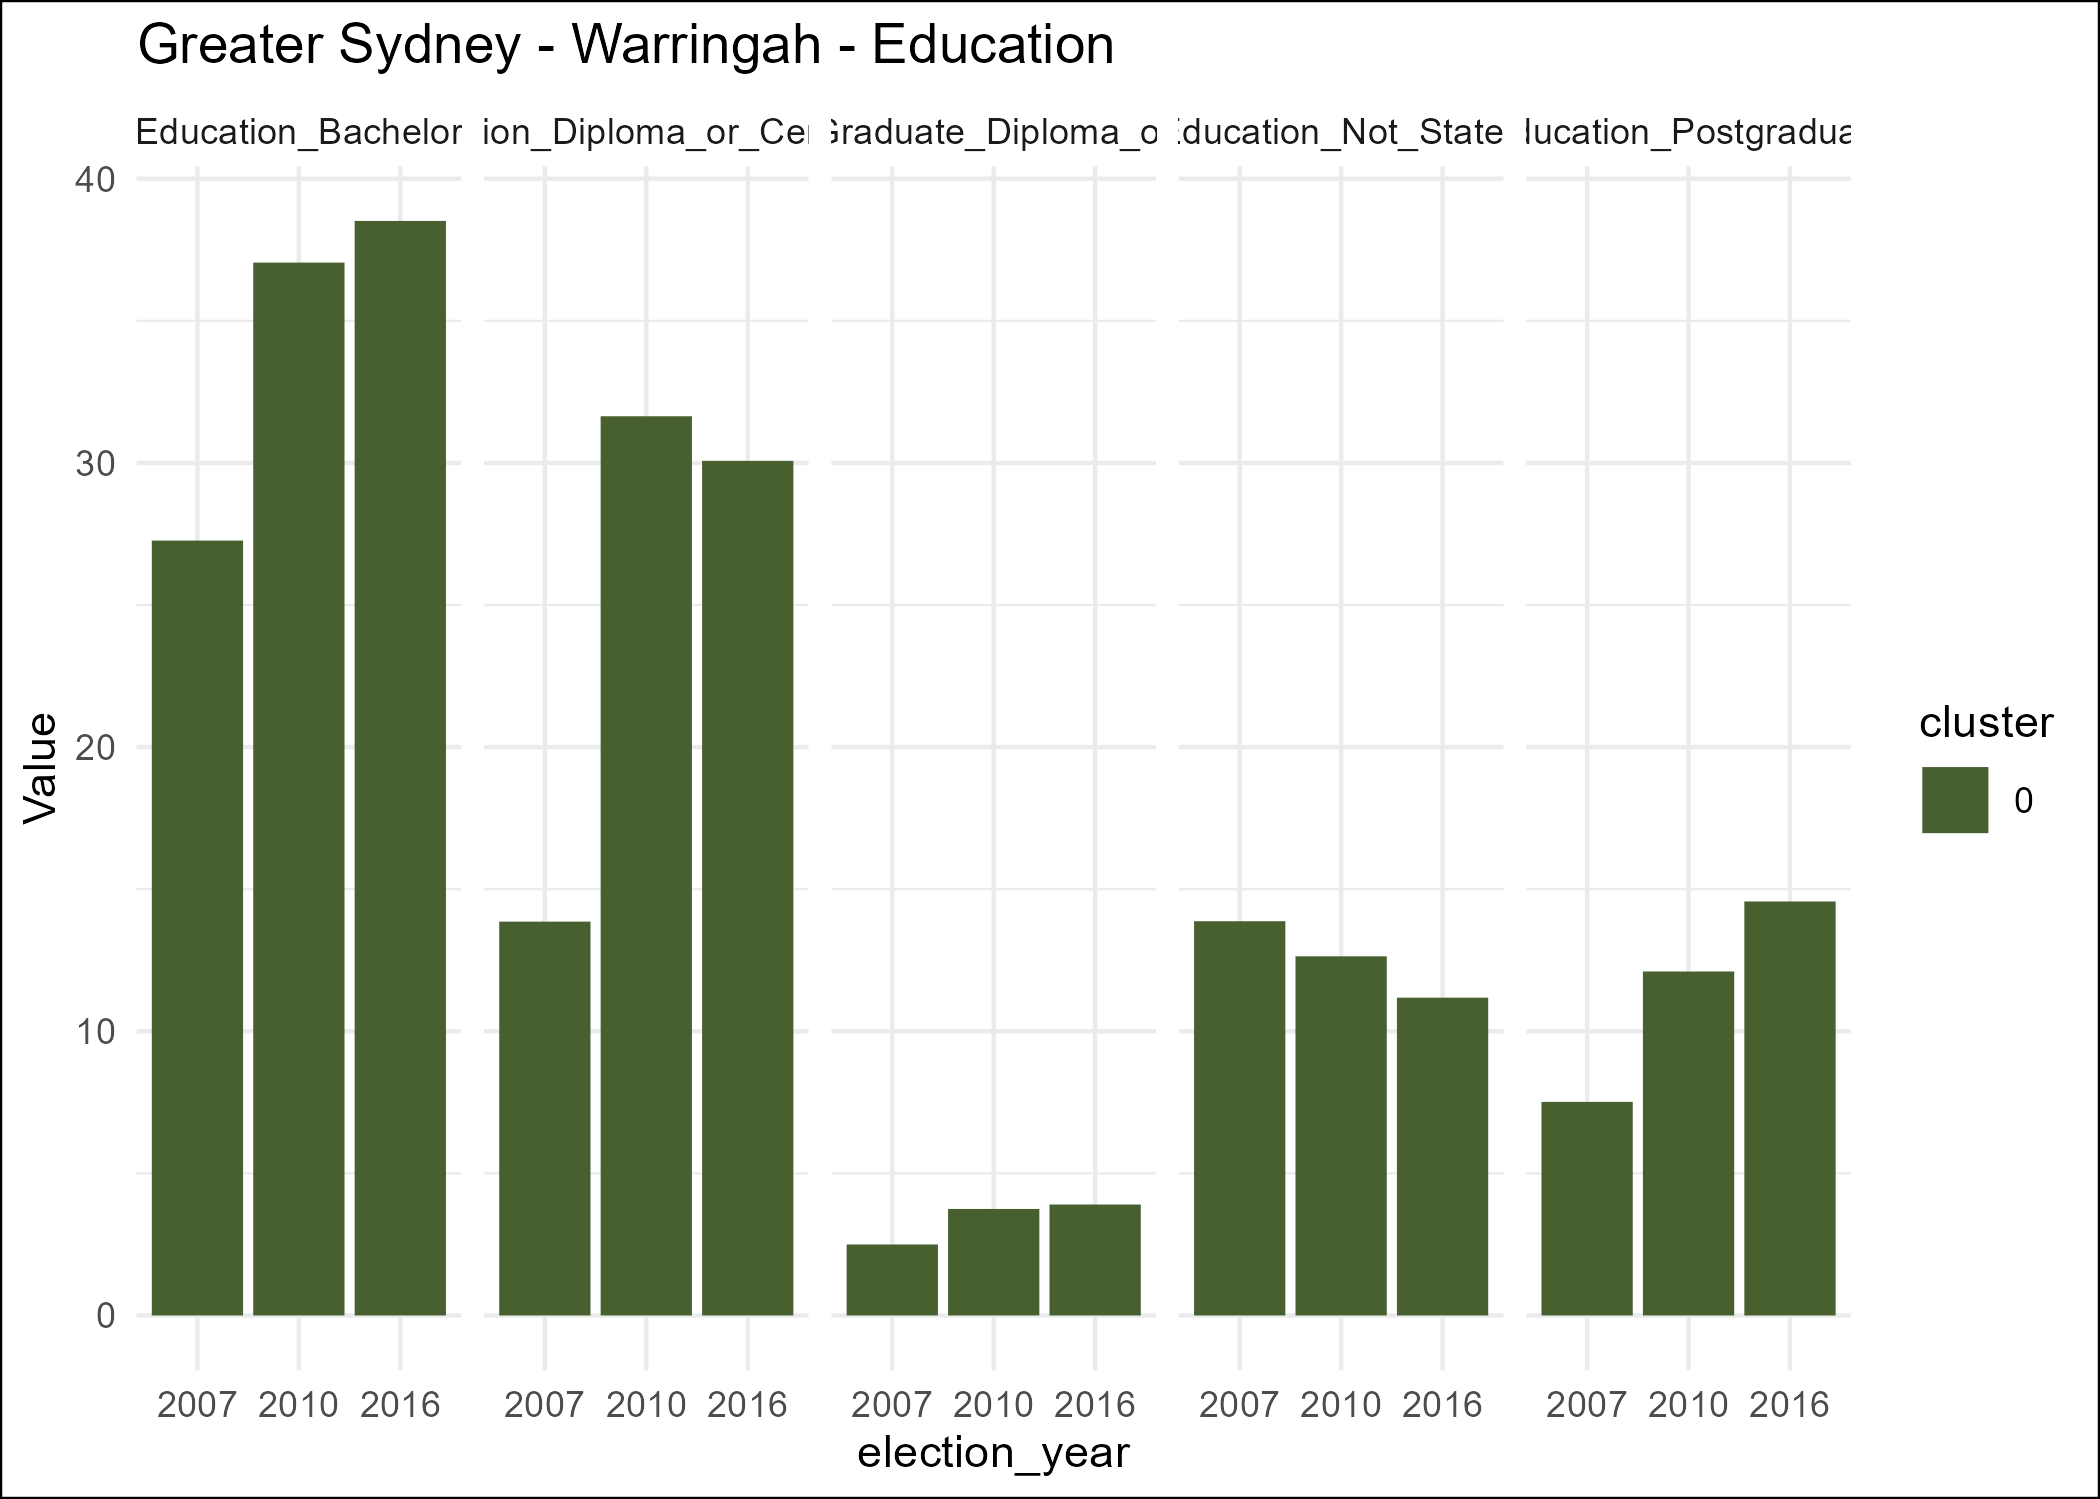 Greater Sydney - Warringah - Education
Education_Bachelor ion_Diploma_or_Cer Graduate_Diploma_o Education_Not_State ducation_Postgradua
40
30
20
10
0
Value
2007 2010 2016 2007 2010 2016 2007 2010 2016 2007 2010 2016 2007 2010 2016
election_year
cluster
0